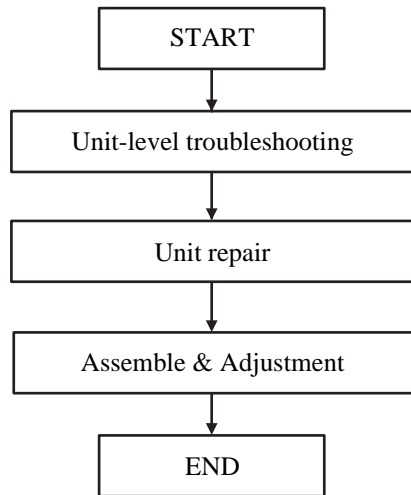 START
Unit-level troubleshooting
Unit repair
Assemble & Adjustment
END